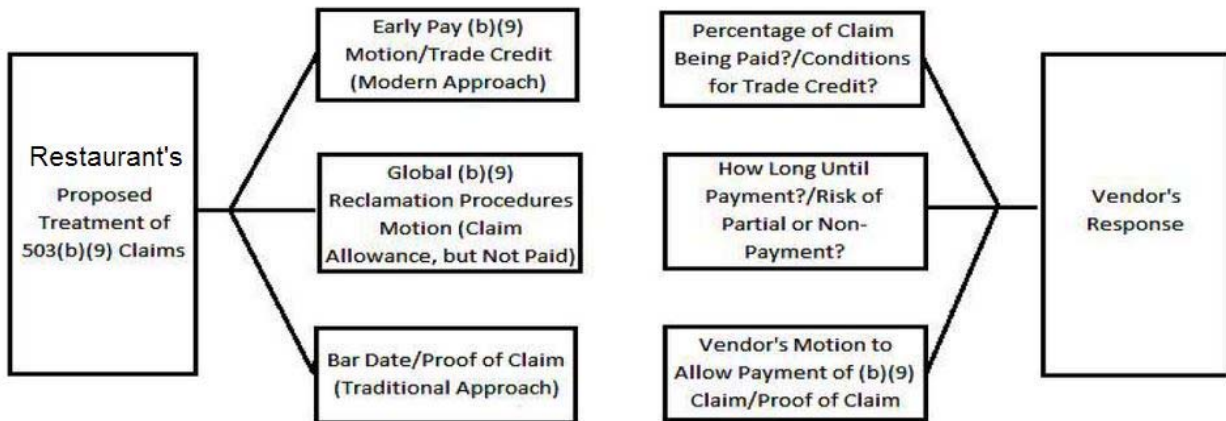 Restaurant's
Proposed
Treatment of
503(b)(9) Claims
Early Pay (b)(9)
Motion/Trade Credit
(Modern Approach)
Global (b)(9)
Reclamation Procedures
Motion (Claim
Allowance, but Not Paid)
Bar Date/Proof of Claim
(Traditional Approach)
Percentage of Claim
Being Paid?/Conditions
for Trade Credit?
How Long Until
Payment?/Risk of
Partial or Non-
Payment?
Vendor's Motion to
Allow Payment of (b)(9)
Claim/Proof of Claim
Vendor's
Response